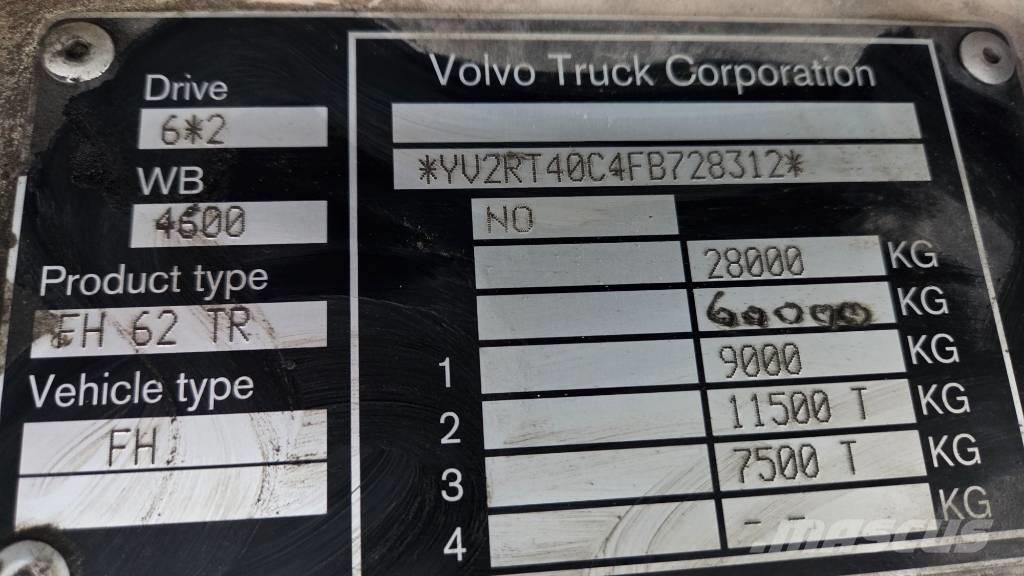 Drive
6*2
WB
4600
Product type
FH 62 TR
Vehicle type
FH
Volvo Truck Corporation
*YV2RT40C4FB728312*
NO
28000 KG
60000 KG
1 9000 KG
2 11500 T KG
3 7500 T KG
4 - - KG
MASCUS